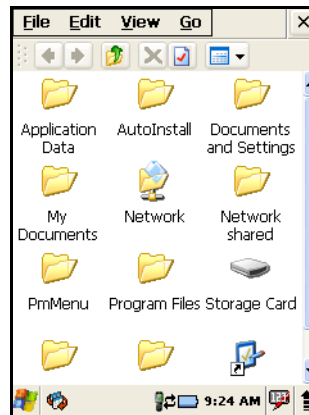 File Edit View Go
Application Data
AutoInstall
Documents and Settings
My Documents
Network
Network shared
PmMenu
Program Files
Storage Card
9:24 AM